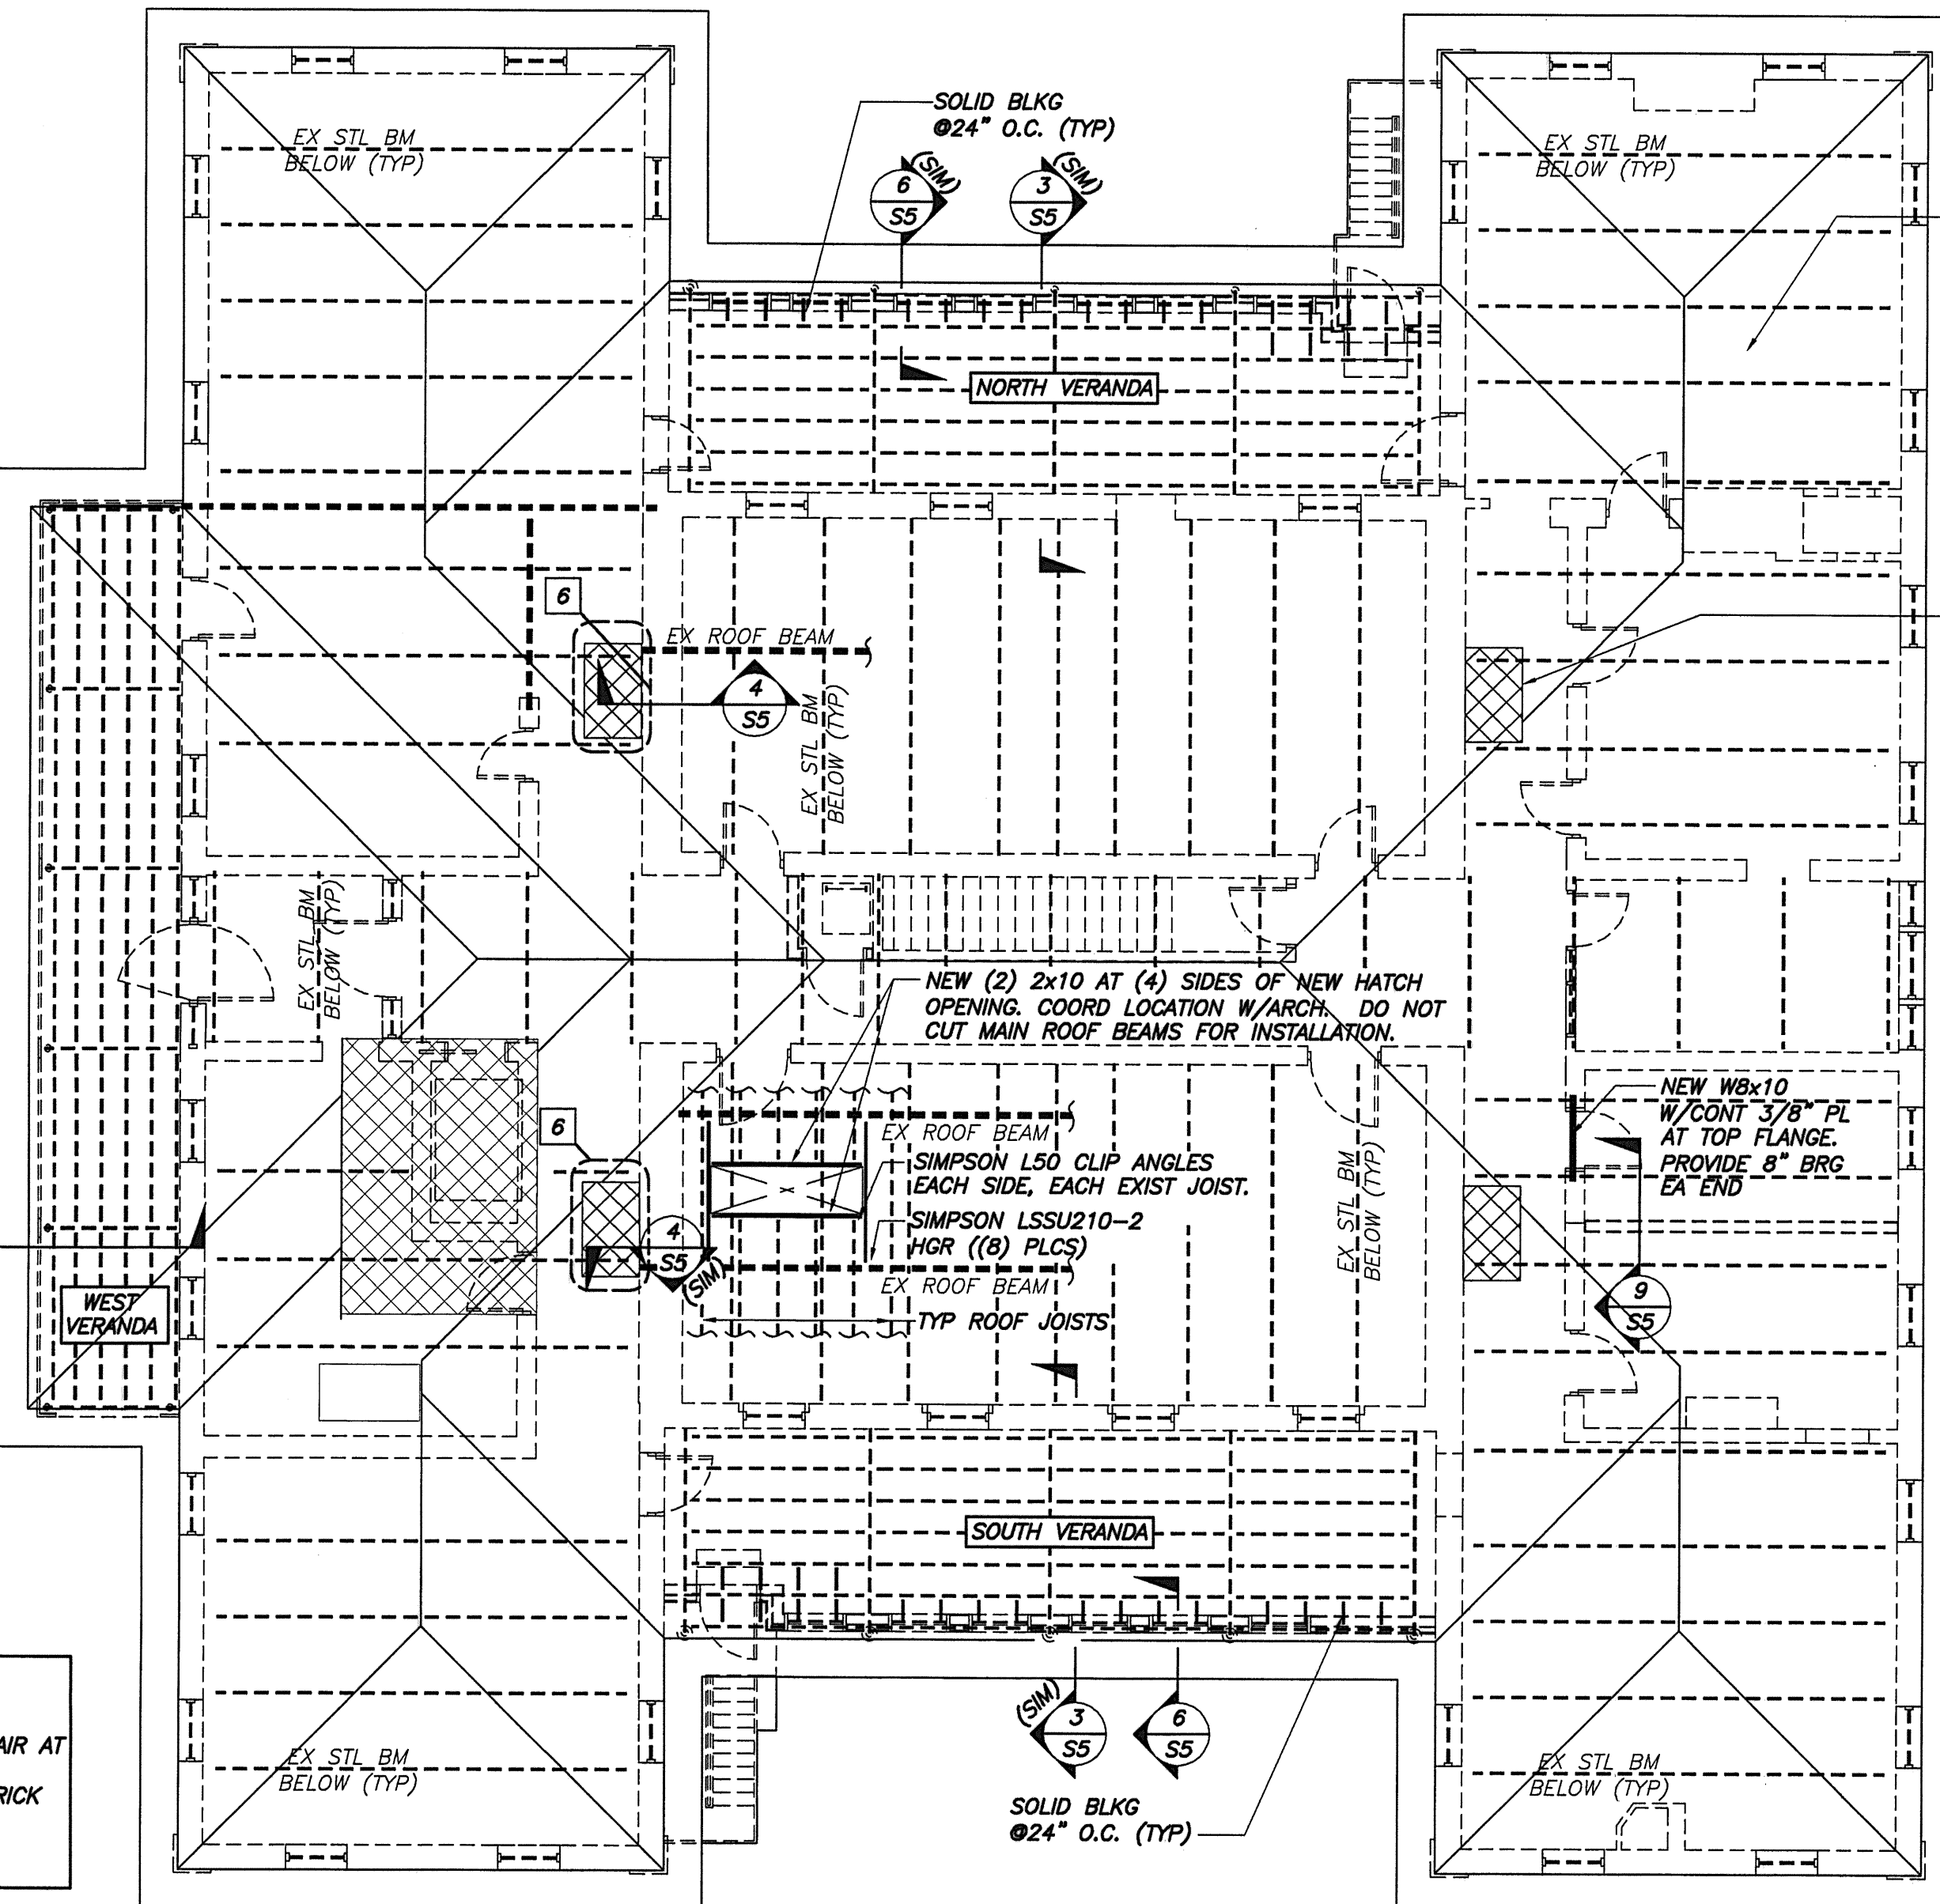 SOLID BLKG
@24" O.C. (TYP)
EX STL BM
BELOW (TYP)
EX STL BM
BELOW (TYP)
6
S5
(SIM)
3
S5
(SIM)
NORTH VERANDA
6
EX ROOF BEAM
4
S5
EX STL BM
BELOW (TYP)
EX STL BM
BELOW (TYP)
NEW (2) 2x10 AT (4) SIDES OF NEW HATCH
OPENING. COORD LOCATION W/ARCH. DO NOT
CUT MAIN ROOF BEAMS FOR INSTALLATION.
NEW W8x10
W/CONT 3/8" PL
AT TOP FLANGE.
PROVIDE 8" BRG
EA END
6
EX ROOF BEAM
SIMPSON L50 CLIP ANGLES
EACH SIDE, EACH EXIST JOIST.
SIMPSON LSSU210-2
HGR ((8) PLCS)
EX ROOF BEAM
TYP ROOF JOISTS
EX STL BM
BELOW (TYP)
4
S5
(SIM)
9
S5
WEST
VERANDA
SOUTH VERANDA
(SIM)
3
S5
6
S5
AIR AT
RICK
EX STL BM
BELOW (TYP)
EX STL BM
BELOW (TYP)
SOLID BLKG
@24" O.C. (TYP)